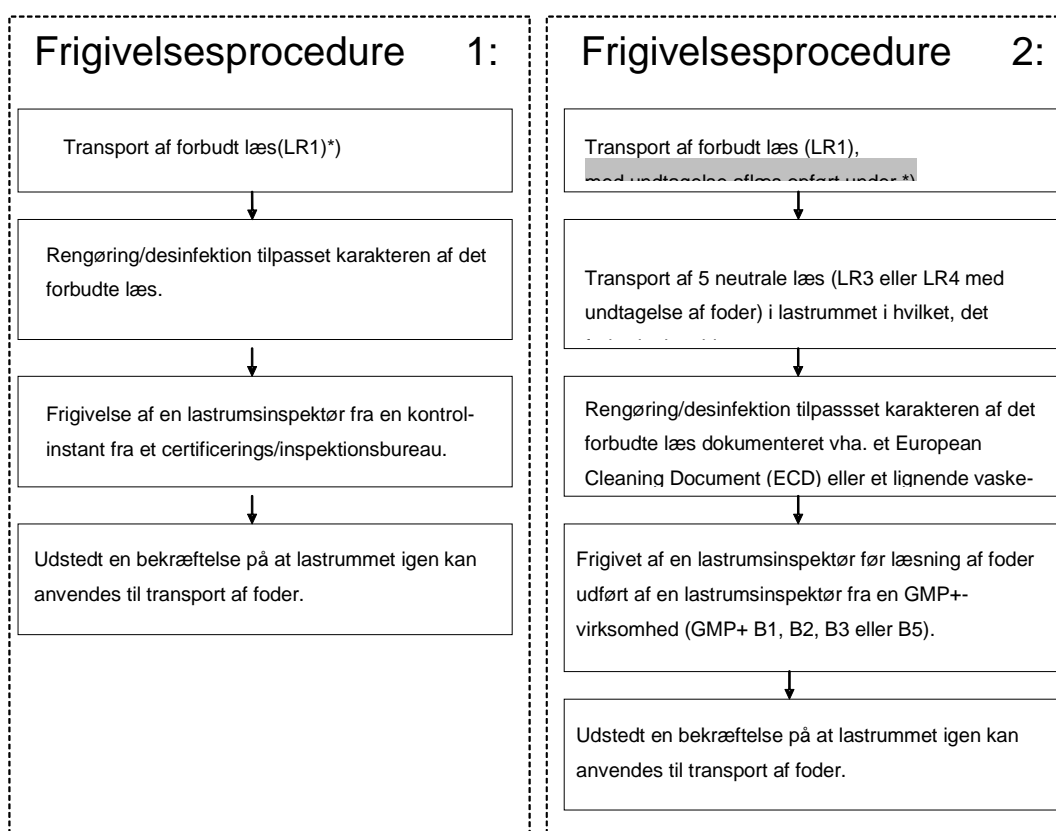 Frigivelsesprocedure 1:
Transport af forbudt læs(LR1)*)
Rengøring/desinfektion tilpasset karakteren af det
forbudte læs.
Frigivelse af en lastrumsinspektør fra en kontrol-
instant fra et certificerings/inspektionsbureau.
Udstedt en bekræftelse på at lastrummet igen kan
anvendes til transport af foder.
Frigivelsesprocedure 2:
Transport af forbudt læs (LR1),
med undtagelse aflæs opført under *)
Transport af 5 neutrale læs (LR3 eller LR4 med
undtagelse af foder) i lastrummet i hvilket, det
Rengøring/desinfektion tilpassset karakteren af det
forbudte læs dokumenteret vha. et European
Cleaning Document (ECD) eller et lignende vaske-
Frigivet af en lastrumsinspektør før læsning af foder
udført af en lastrumsinspektør fra en GMP+-
virksomhed (GMP+ B1, B2, B3 eller B5).
Udstedt en bekræftelse på at lastrummet igen kan
anvendes til transport af foder.